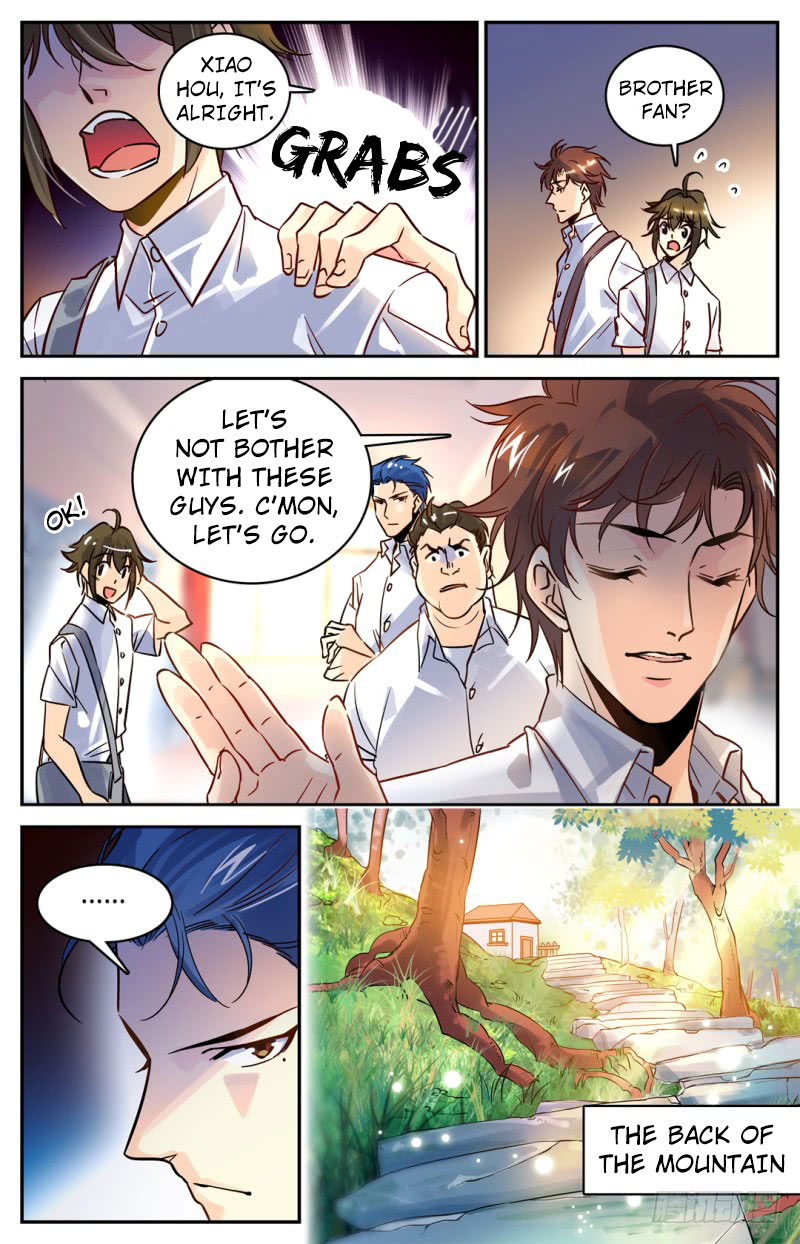 XIAO
HOU, IT'S
ALRIGHT.
GRABS
BROTHER
FAN?
LET'S
NOT BOTHER
WITH THESE
GUYS. C'MON,
LET'S GO.
OK!
......
THE BACK OF
THE MOUNTAIN